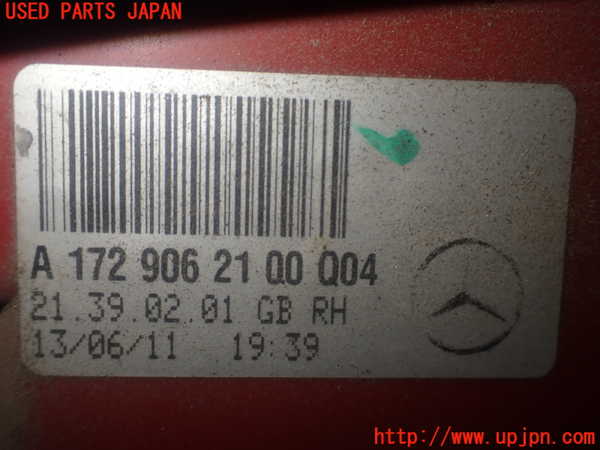 USED PARTS JAPAN
A 172 906 21 00 Q04
21.39.02.01 GB RH
13/06/11 19:39
UPJ
http://www.upjpn.com/